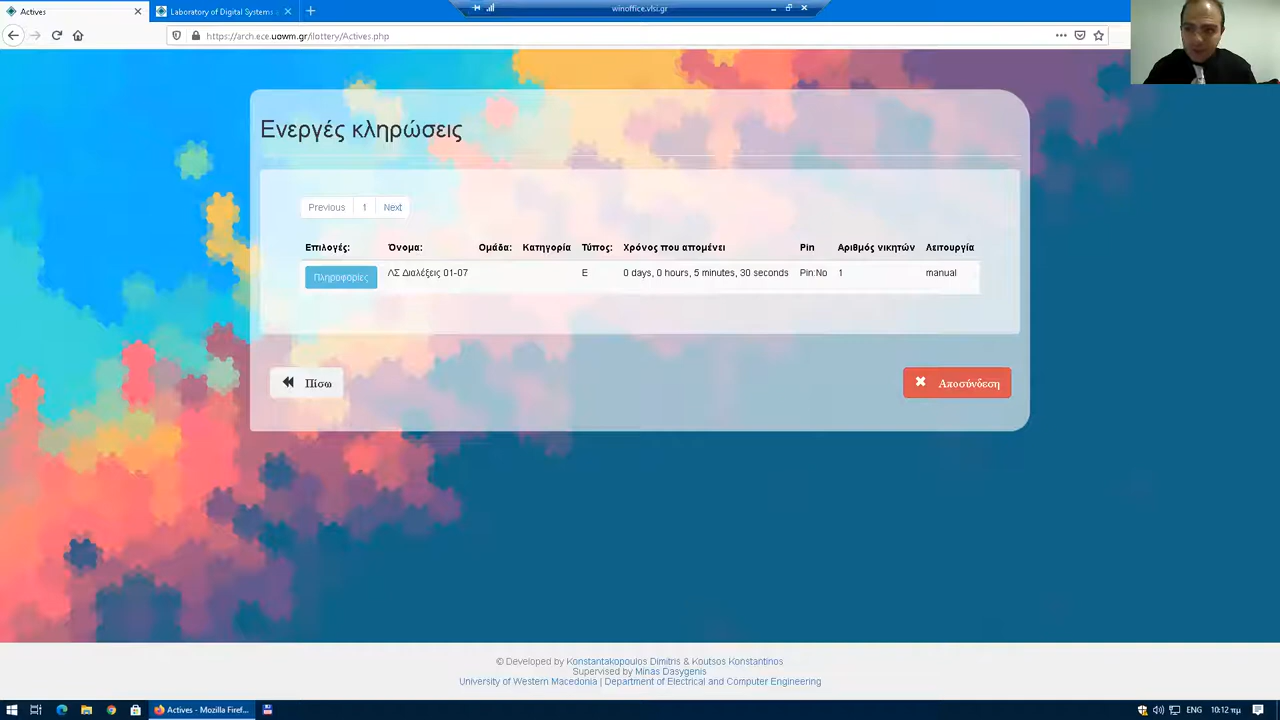 Actives
Laboratory of Digital Systems
winoffice.vlsi.gr
https://arch.ece.uowm.gr/ilottery/Actives.php
Ενεργές κληρώσεις
Previous 1 Next
Επιλογές: Όνομα: Ομάδα: Κατηγορία Τύπος: Χρόνος που απομένει Pin Αριθμός νικητών Λειτουργία
Πληροφορίες ΛΣ Διαλέξεις 01-07 E 0 days, 0 hours, 5 minutes, 30 seconds Pin:No 1 manual
Πίσω
Αποσύνδεση
© Developed by Konstantakopoulos Dimitris & Koutsos Konstantinos
Supervised by Minas Dasygenis
University of Western Macedonia | Department of Electrical and Computer Engineering
Actives - Mozilla Firef...
ENG 10:12 πμ